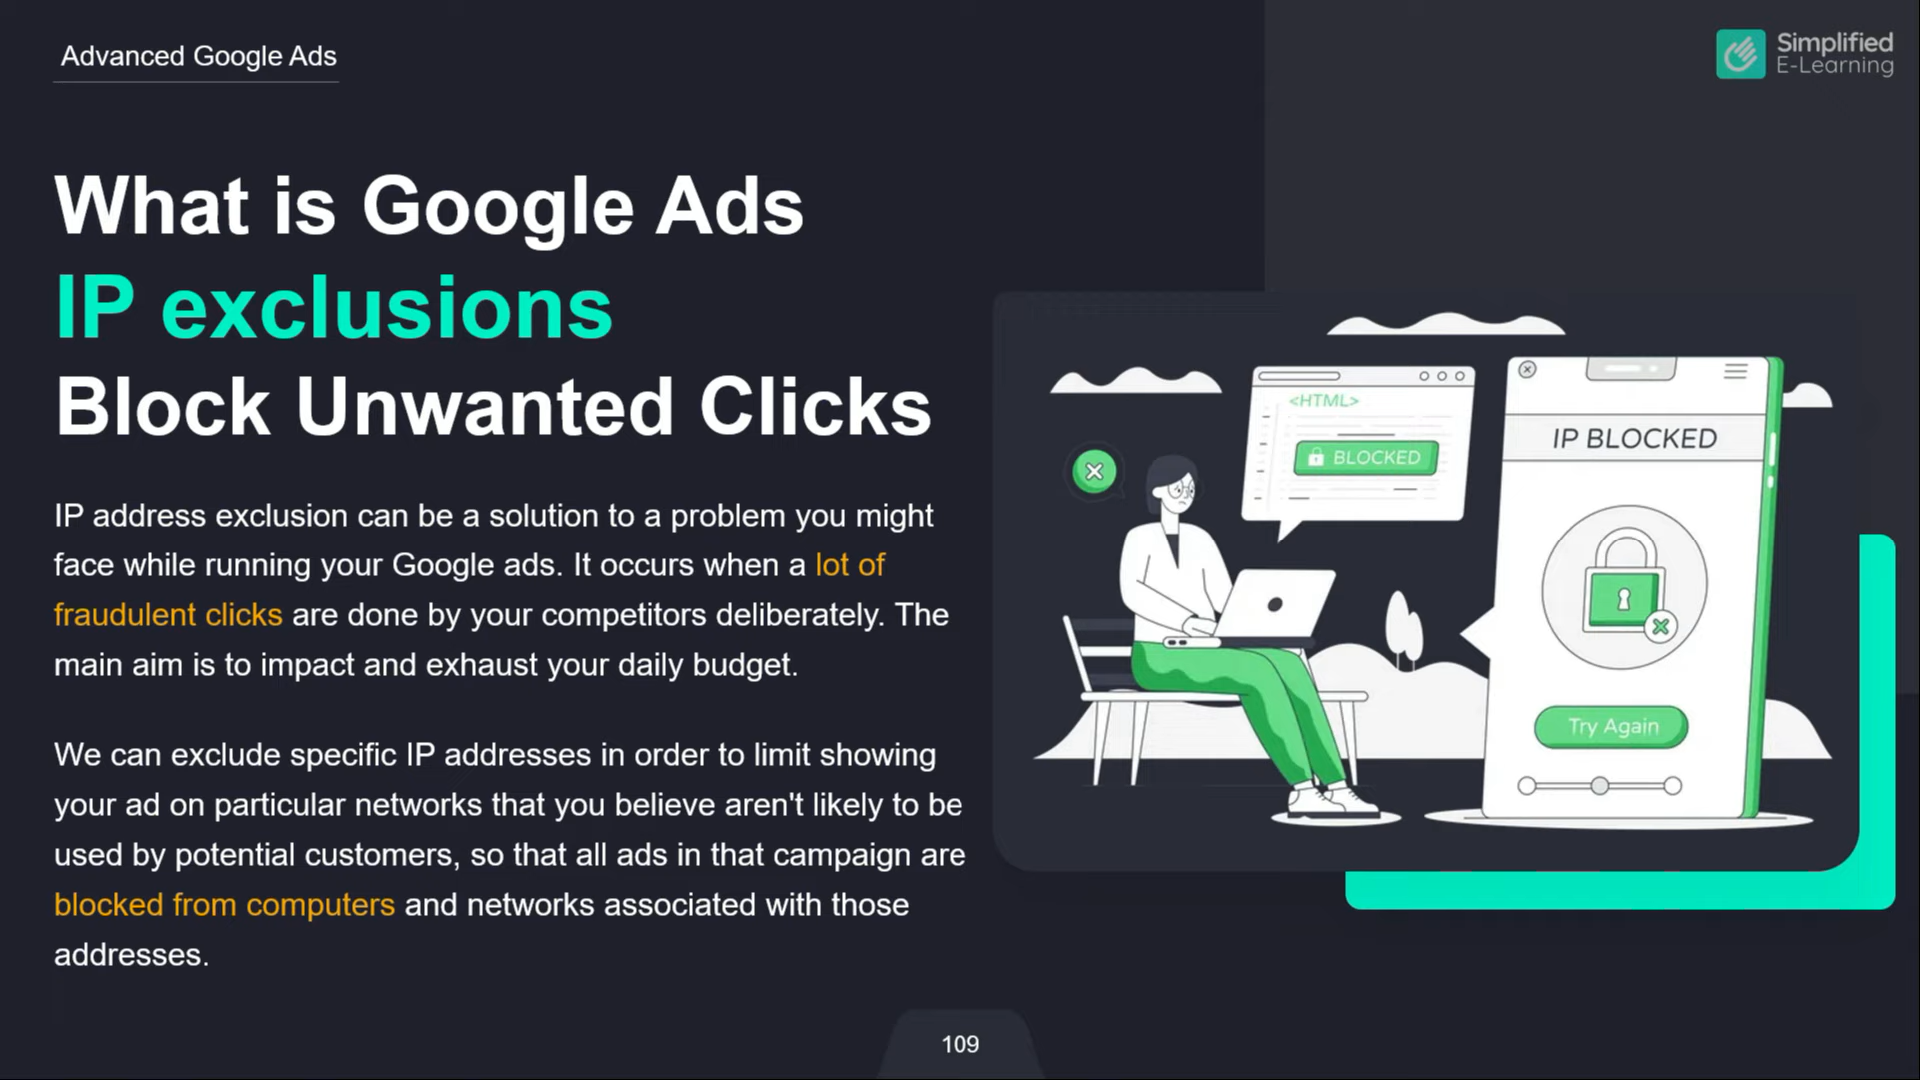 Advanced Google Ads
Simplified
E-Learning
What is Google Ads
IP exclusions
Block Unwanted Clicks
IP address exclusion can be a solution to a problem you might
face while running your Google ads. It occurs when a lot of
fraudulent clicks are done by your competitors deliberately. The
main aim is to impact and exhaust your daily budget.
We can exclude specific IP addresses in order to limit showing
your ad on particular networks that you believe aren't likely to be
used by potential customers, so that all ads in that campaign are
blocked from computers and networks associated with those
addresses.
<HTML>
BLOCKED
IP BLOCKED
Try Again
109